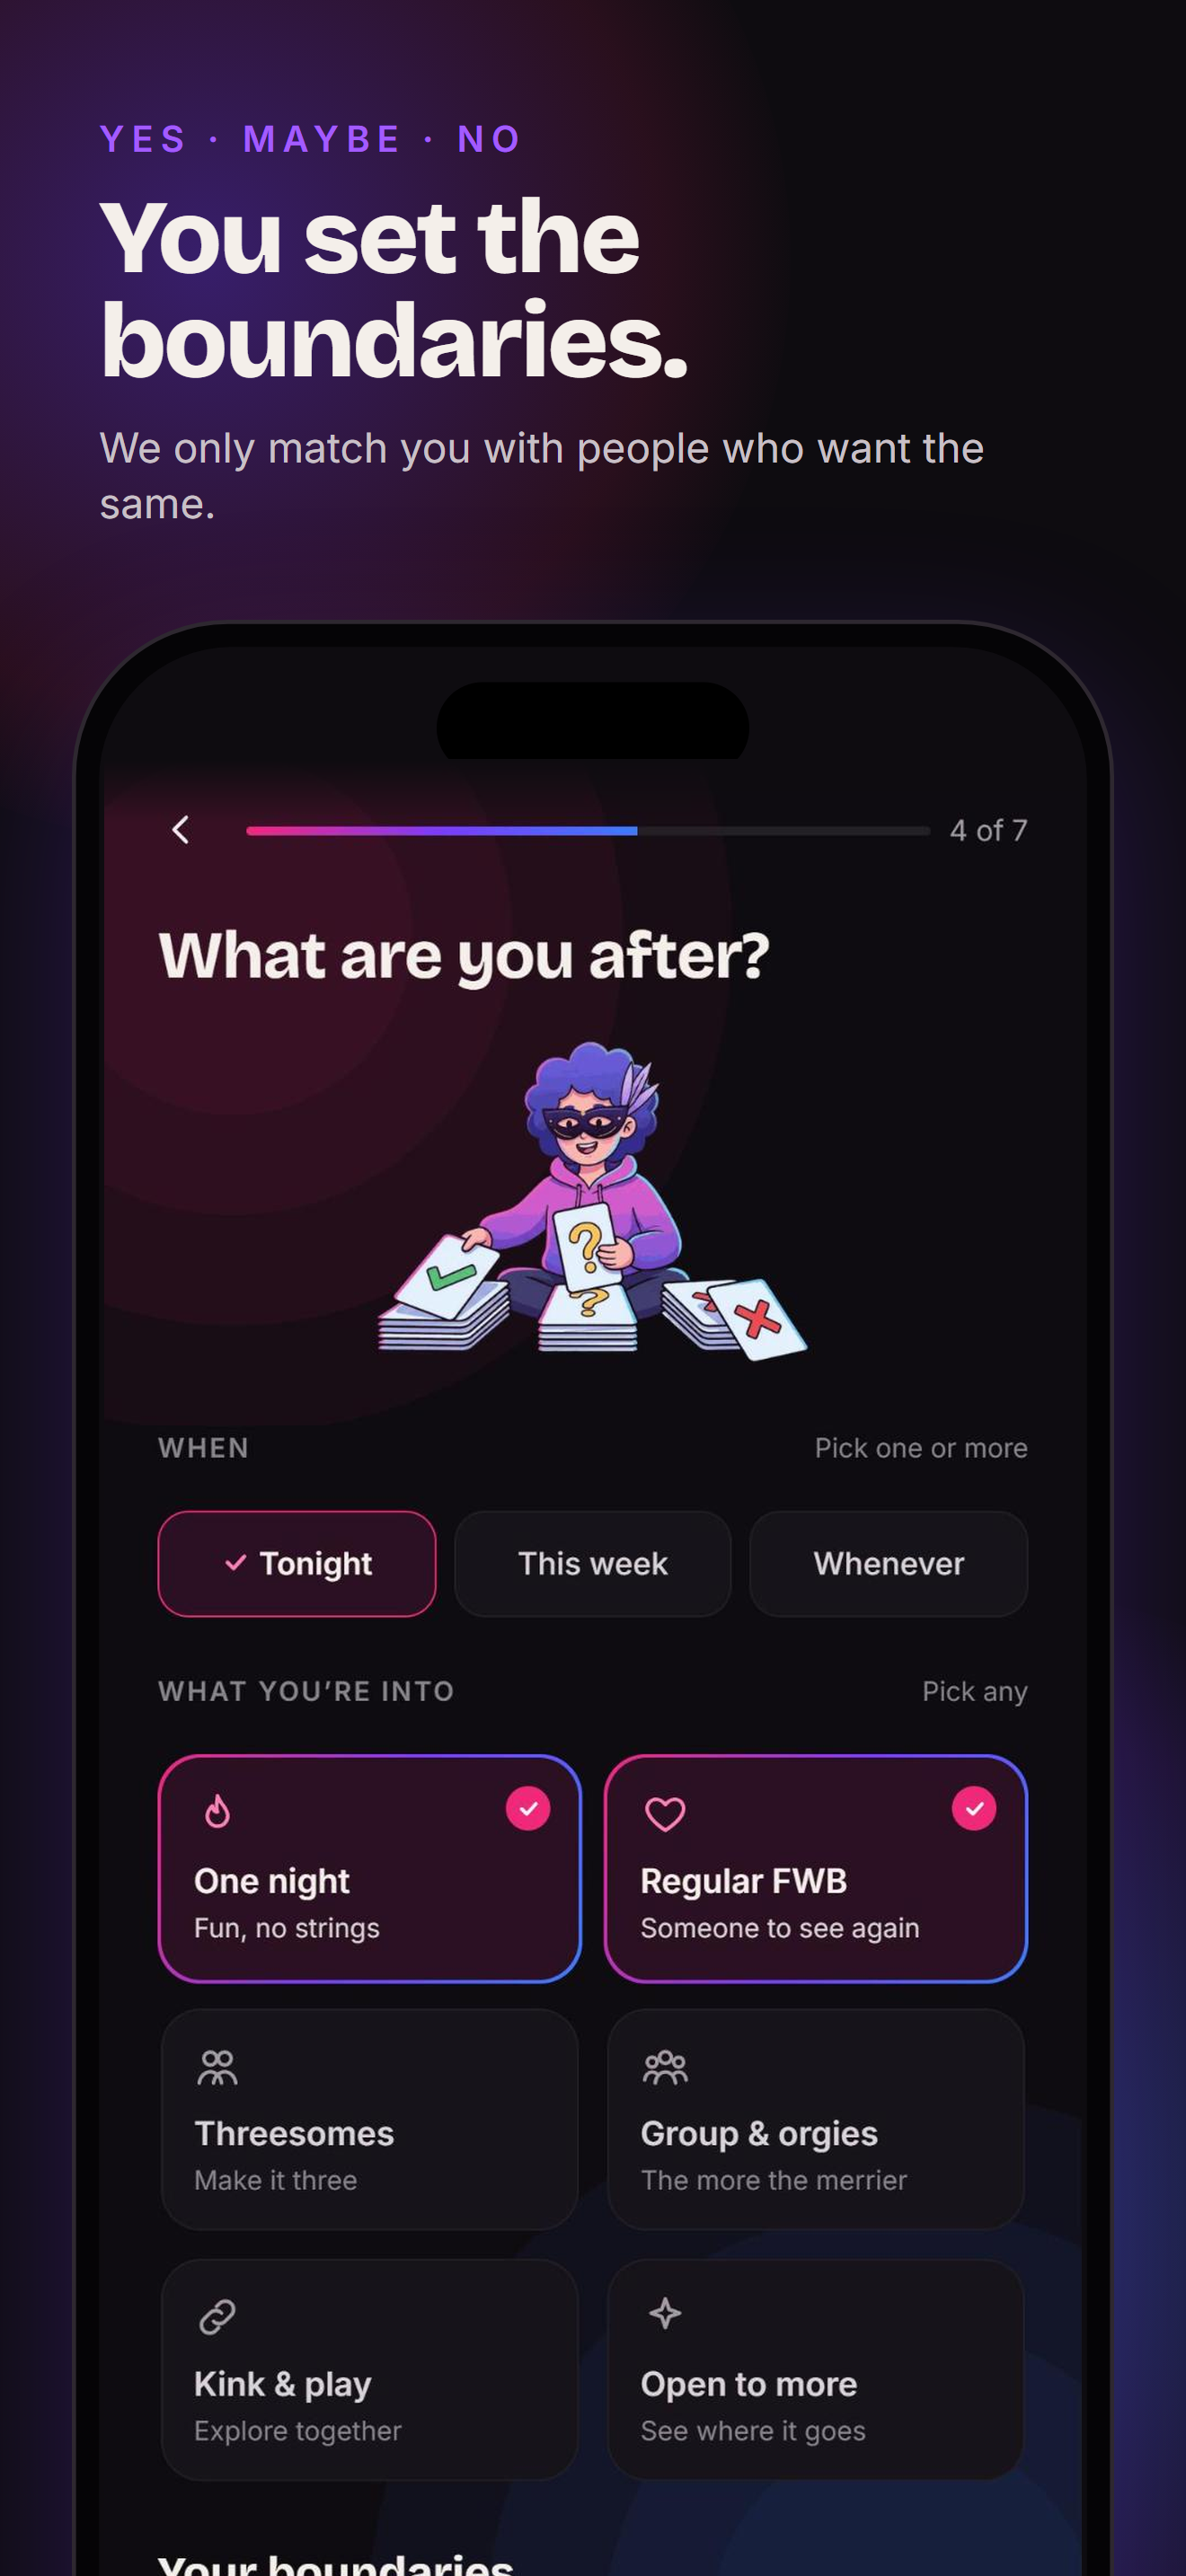 YES · MAYBE · NO
You set the
boundaries.
We only match you with people who want the
same.
4 of 7
What are you after?
?
?
WHEN
Pick one or more
Tonight
This week
Whenever
WHAT YOU’RE INTO
Pick any
One night
Fun, no strings
Regular FWB
Someone to see again
Threesomes
Make it three
Group & orgies
The more the merrier
Kink & play
Explore together
Open to more
See where it goes
Your boundaries